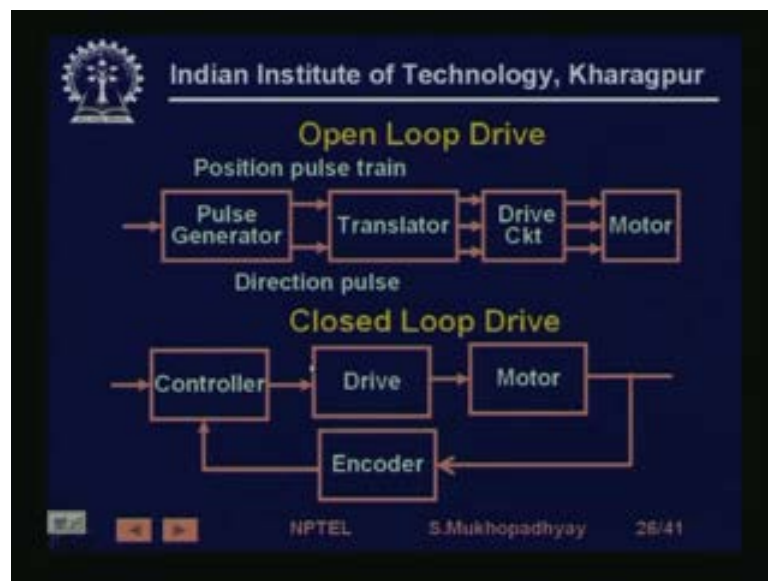 Indian Institute of Technology, Kharagpur
Open Loop Drive
Position pulse train
Pulse Generator
Translator
Drive Ckt
Motor
Direction pulse
Closed Loop Drive
Controller
Drive
Motor
Encoder
NPTEL
S.Mukhopadhyay
26/41